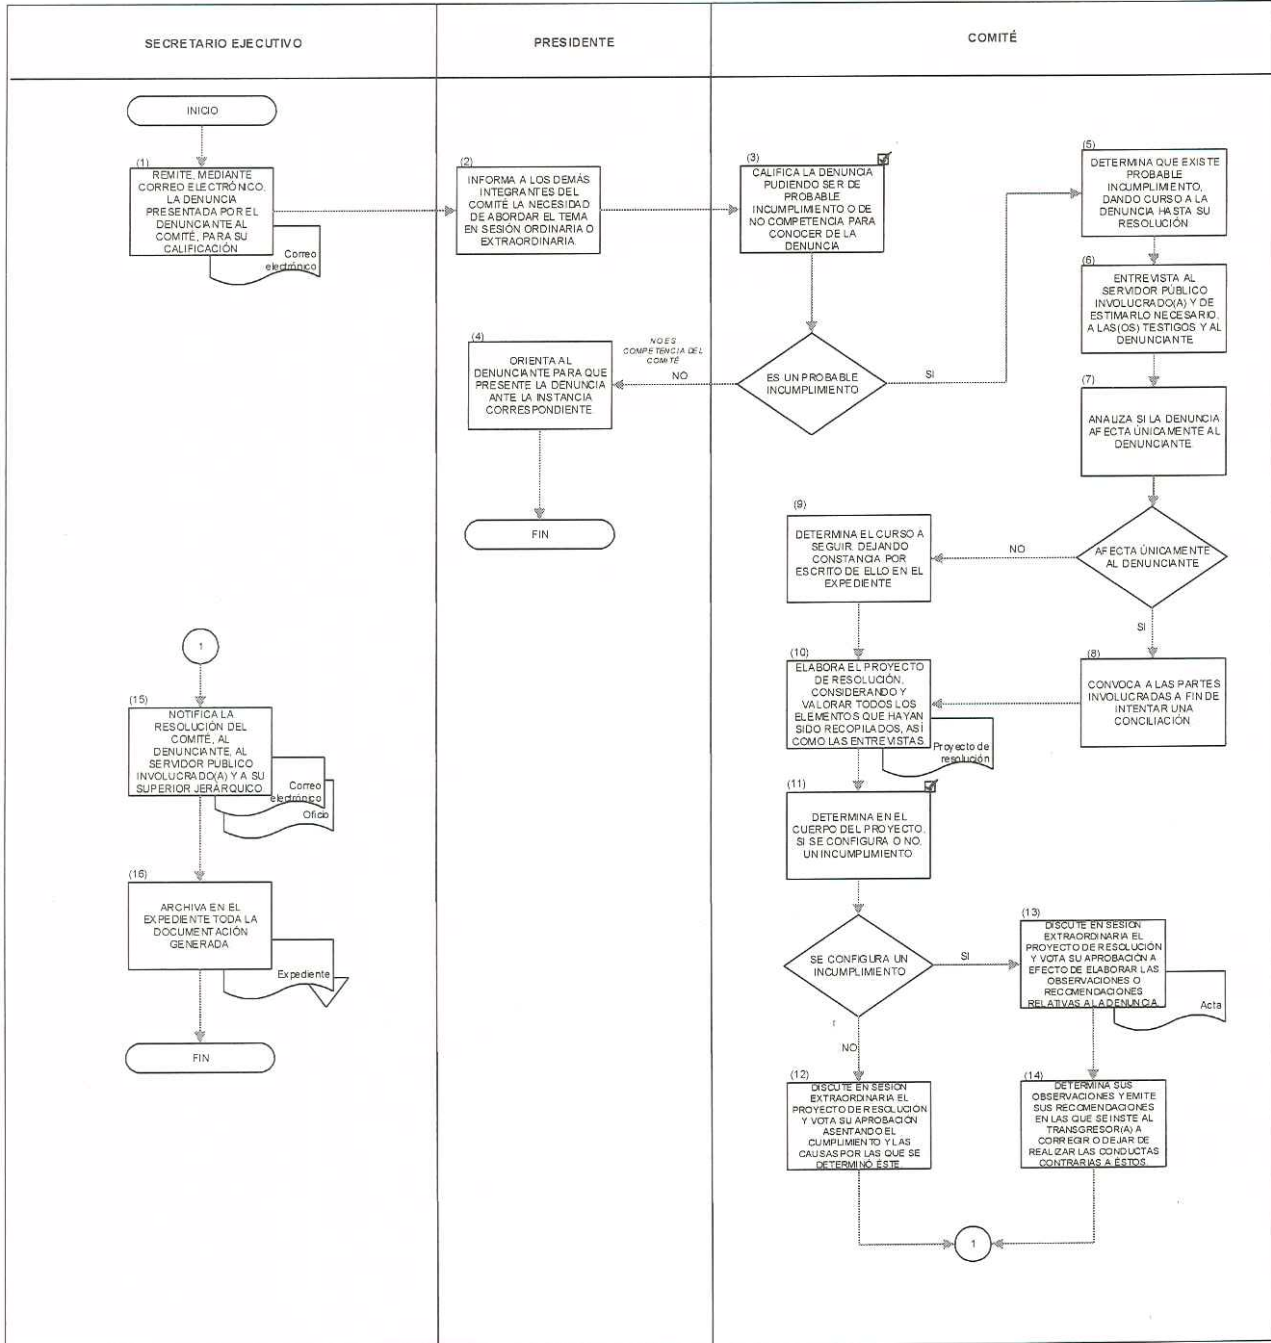 SECRETARIO EJECUTIVO
PRESIDENTE
COMITÉ
INICIO
(1)
REMITE, MEDIANTE
CORREO ELECTRÓNICO,
LA DENUNCIA
PRESENTADA POR EL
DENUNCIANTE AL
COMITÉ, PARA SU
CALIFICACIÓN
Correo
electrónico
(2)
INFORMA A LOS DEMÁS
INTEGRANTES DEL
COMITÉ LA NECESIDAD
DE ABORDAR EL TEMA
EN SESIÓN ORDINARIA O
EXTRAORDINARIA.
(3)
CALIFICA LA DENUNCIA
PUDIENDO SER DE
PROBABLE
INCUMPLIMIENTO O DE
NO COMPETENCIA PARA
CONOCER DE LA
DENUNCIA
ES UN PROBABLE
INCUMPLIMIENTO
NO ES
COMPETENCIA DEL
COMITÉ
NO
SI
(4)
ORIENTA AL
DENUNCIANTE PARA QUE
PRESENTE LA DENUNCIA
ANTE LA INSTANCIA
CORRESPONDIENTE
FIN
(5)
DETERMINA QUE EXISTE
PROBABLE
INCUMPLIMIENTO,
DANDO CURSO A LA
DENUNCIA HASTA SU
RESOLUCIÓN
(6)
ENTREVISTA AL
SERVIDOR PÚBLICO
INVOLUCRADO(A) Y DE
ESTIMARLO NECESARIO,
A LAS(OS) TESTIGOS Y AL
DENUNCIANTE
(7)
ANALIZA SI LA DENUNCIA
AFECTA ÚNICAMENTE AL
DENUNCIANTE
AFECTA ÚNICAMENTE
AL DENUNCIANTE
NO
SI
(8)
CONVOCA A LAS PARTES
INVOLUCRADAS A FIN DE
INTENTAR UNA
CONCILIACIÓN
(9)
DETERMINA EL CURSO A
SEGUIR, DEJANDO
CONSTANCIA POR
ESCRITO DE ELLO EN EL
EXPEDIENTE
(10)
ELABORA EL PROYECTO
DE RESOLUCIÓN,
CONSIDERANDO Y
VALORAR TODOS LOS
ELEMENTOS QUE HAYAN
SIDO RECOPILADOS, ASÍ
COMO LAS ENTREVISTAS.
Proyecto de
resolución
(11)
DETERMINA EN EL
CUERPO DEL PROYECTO,
SI SE CONFIGURA O NO,
UN INCUMPLIMIENTO
SE CONFIGURA UN
INCUMPLIMIENTO
SI
NO
(12)
DISCUTE EN SESIÓN
EXTRAORDINARIA EL
PROYECTO DE RESOLUCIÓN
Y VOTA SU APROBACIÓN
ASENTANDO EL
CUMPLIMIENTO Y LAS
CAUSAS POR LAS QUE SE
DETERMINÓ ÉSTE.
(13)
DISCUTE EN SESIÓN
EXTRAORDINARIA EL
PROYECTO DE RESOLUCIÓN
Y VOTA SU APROBACIÓN A
EFECTO DE ELABORAR LAS
OBSERVACIONES O
RECOMENDACIONES
RELATIVAS A LA DENUNCIA.
Acta
(14)
DETERMINA SUS
OBSERVACIONES Y EMITE
SUS RECOMENDACIONES
EN LAS QUE SE INSTE AL
TRANSGRESOR(A) A
CORREGIR O DEJAR DE
REALIZAR LAS CONDUCTAS
CONTRARIAS A ÉSTOS.
1
1
(15)
NOTIFICA LA
RESOLUCIÓN DEL
COMITÉ, AL
DENUNCIANTE, AL
SERVIDOR PÚBLICO
INVOLUCRADO(A) Y A SU
SUPERIOR JERÁRQUICO
Correo
electrónico
Oficio
(16)
ARCHIVA EN EL
EXPEDIENTE TODA LA
DOCUMENTACIÓN
GENERADA
Expediente
FIN